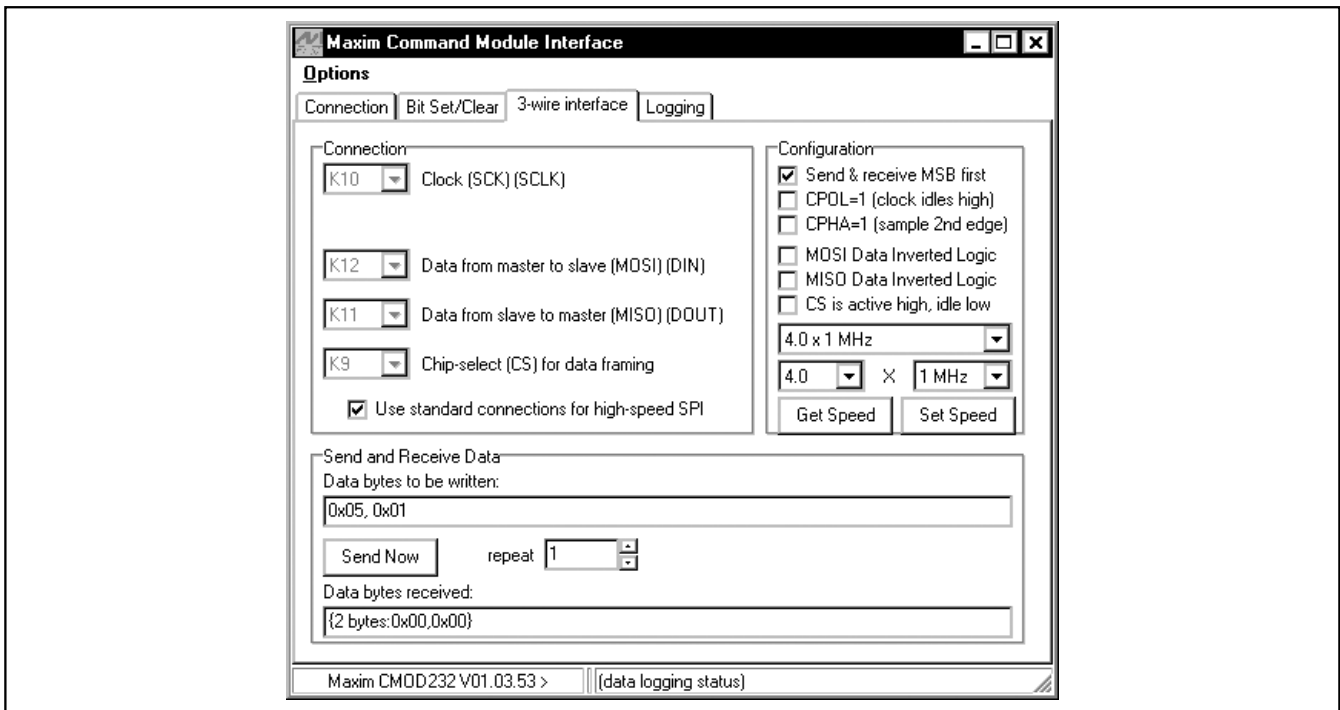 Maxim Command Module Interface
Options
Connection Bit Set/Clear 3-wire interface Logging
Connection
K10 Clock (SCK) (SCLK)
K12 Data from master to slave (MOSI) (DIN)
K11 Data from slave to master (MISO) (DOUT)
K9 Chip-select (CS) for data framing
Use standard connections for high-speed SPI
Configuration
Send & receive MSB first
CPOL=1 (clock idles high)
CPHA=1 (sample 2nd edge)
MOSI Data Inverted Logic
MISO Data Inverted Logic
CS is active high, idle low
4.0 x 1 MHz
4.0 X 1 MHz
Get Speed Set Speed
Send and Receive Data
Data bytes to be written:
0x05, 0x01
Send Now repeat 1
Data bytes received:
{2 bytes:0x00,0x00}
Maxim CMOD232 V01.03.53 > (data logging status)